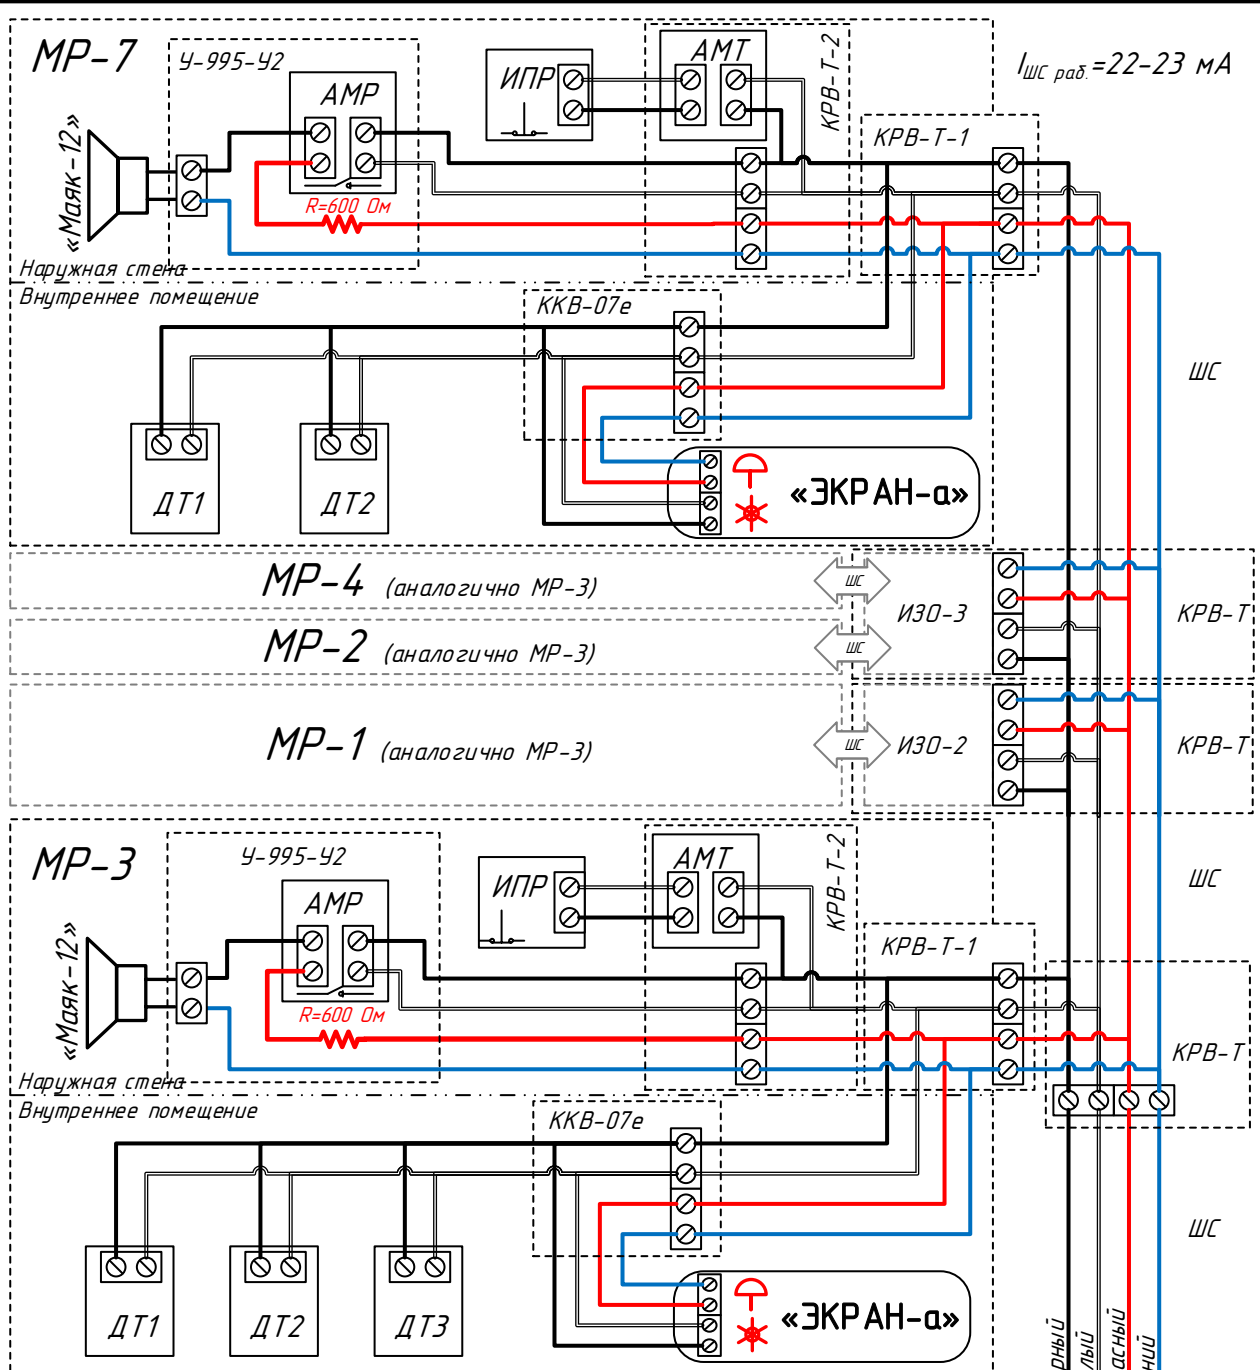 МР-7
У-995-У2
АМР
ИПР
АМТ
КРВ-Т-2
КРВ-Т-1
IШС раб.=22-23 мА
«Маяк-12»
R=600 Ом
Наружная стена
Внутреннее помещение
ККВ-07е
ШС
ДТ1
ДТ2
«ЭКРАН-а»
МР-4 (аналогично МР-3)
ШС
ИЗО-3
КРВ-Т
МР-2 (аналогично МР-3)
ШС
МР-1 (аналогично МР-3)
ШС
ИЗО-2
КРВ-Т
МР-3
У-995-У2
АМР
ИПР
АМТ
КРВ-Т-2
КРВ-Т-1
ШС
«Маяк-12»
R=600 Ом
КРВ-Т
Наружная стена
Внутреннее помещение
ККВ-07е
ШС
ДТ1
ДТ2
ДТ3
«ЭКРАН-а»